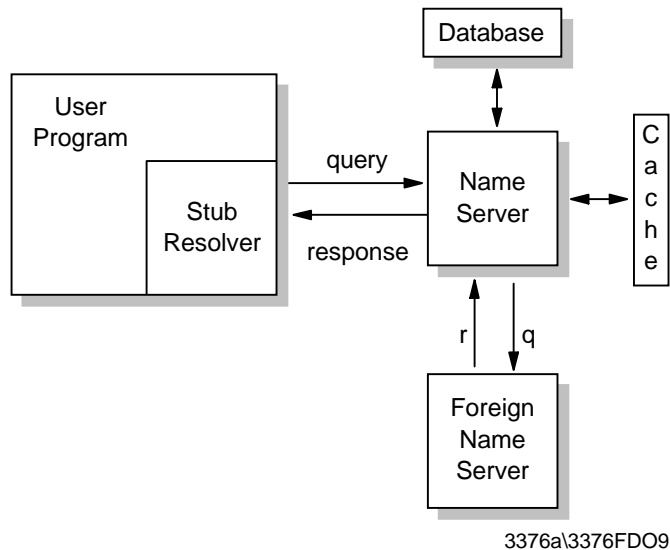 Database
User
Program
Stub
Resolver
query
response
Name
Server
C
a
c
h
e
r
q
Foreign
Name
Server
3376a\3376FDO9